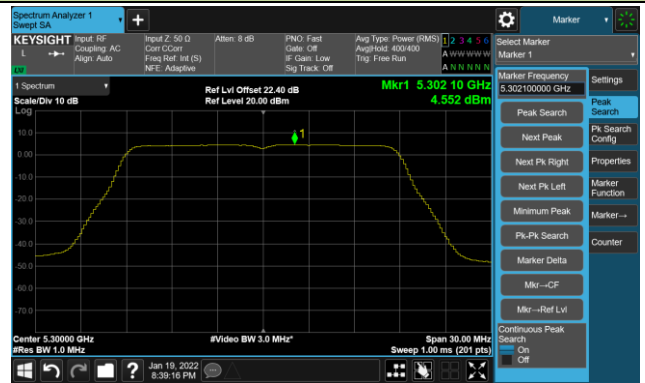 Spectrum Analyzer 1
Swept SA
Marker
KEYSIGHT Input: RF Input Z: 50 Ω Atten: 8 dB PNO: Fast Avg Type: Power (RMS) 1 2 3 4 5 6
L Coupling: AC Corr CCorr Gate: Off Avg|Hold: 400/400 A W W W W W
Align: Auto Freq Ref: Int (S) IF Gain: Low Trig: Free Run
NFE: Adaptive Sig Track: Off A N N N N N
Select Marker
Marker 1
1 Spectrum
Ref Lvl Offset 22.40 dB
Mkr1 5.302 10 GHz
Scale/Div 10 dB
Ref Level 20.00 dBm
4.552 dBm
Log
10.0
0.00
-10.0
-20.0
-30.0
-40.0
-50.0
-60.0
-70.0
1
Center 5.30000 GHz
#Video BW 3.0 MHz*
Span 30.00 MHz
#Res BW 1.0 MHz
Sweep 1.00 ms (201 pts)
Marker Frequency
5.302100000 GHz
Peak Search
Next Peak
Next Pk Right
Next Pk Left
Minimum Peak
Pk-Pk Search
Marker Delta
Mkr→CF
Mkr→Ref Lvl
Continuous Peak
Search
On
Off
Settings
Peak
Search
Pk Search
Config
Properties
Marker
Function
Marker→
Counter
Jan 19, 2022
8:39:16 PM